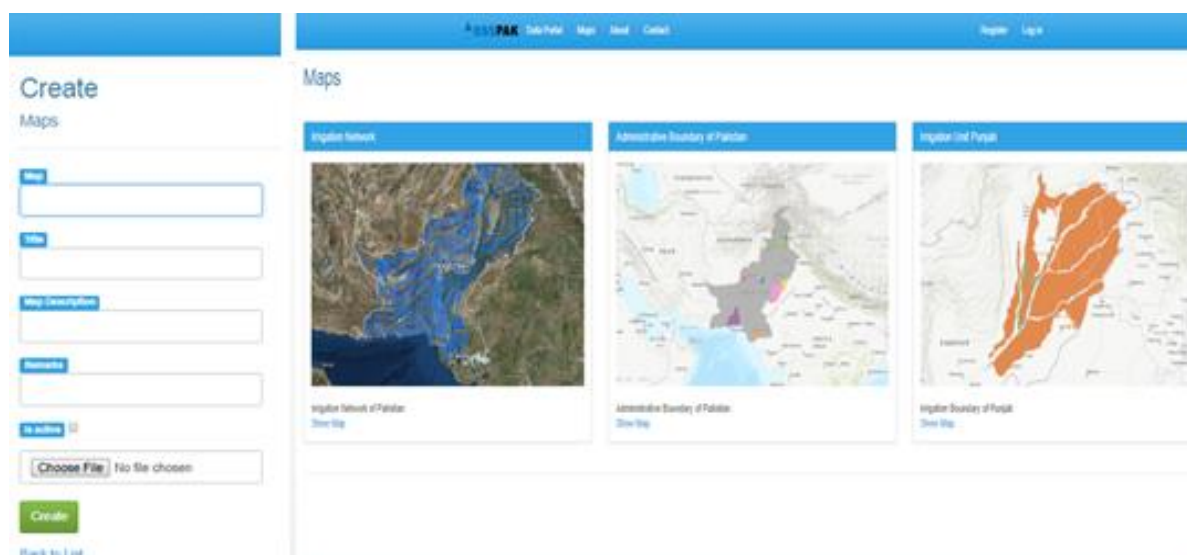 Create
Maps
Map
Title
Map Description
Remarks
Is active
Choose File No file chosen
Create
Back to List
DSSPAK Data Portal Maps About Contact Register Log in
Maps
Irrigation Network
Irrigation Network of Pakistan
Show Map
Administrative Boundary of Pakistan
Administrative Boundary of Pakistan
Show Map
Irrigation Unit Punjab
Irrigation Boundary of Punjab
Show Map